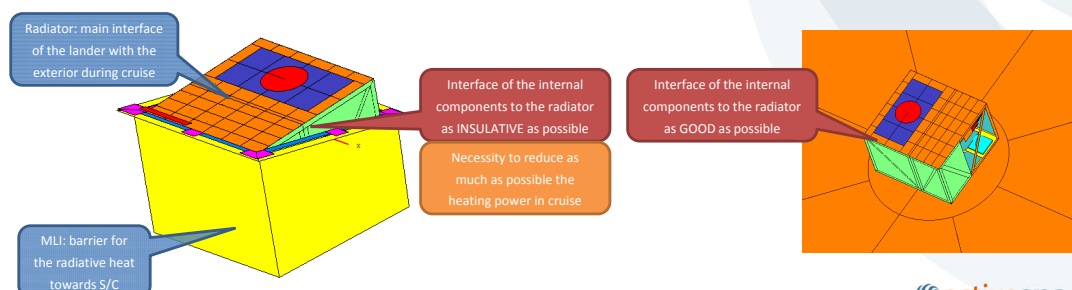 Radiator: main interface
of the lander with the
exterior during cruise
Interface of the internal
components to the radiator
as INSULATIVE as possible
Interface of the internal
components to the radiator
as GOOD as possible
x
Necessity to reduce as
much as possible the
heating power in cruise
MLI: barrier for
the radiative heat
towards S/C